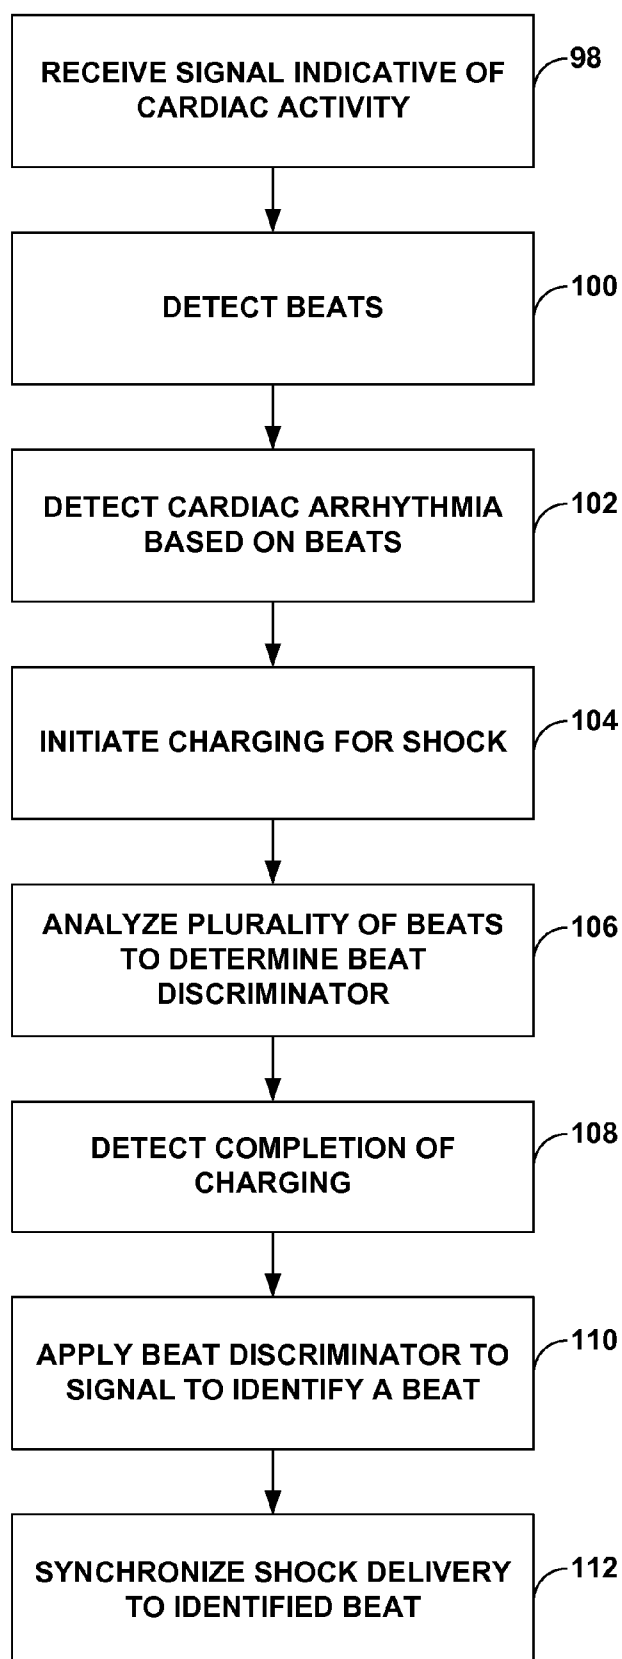 RECEIVE SIGNAL INDICATIVE OF
CARDIAC ACTIVITY
98
DETECT BEATS
100
DETECT CARDIAC ARRHYTHMIA
BASED ON BEATS
102
INITIATE CHARGING FOR SHOCK
104
ANALYZE PLURALITY OF BEATS
TO DETERMINE BEAT
DISCRIMINATOR
106
DETECT COMPLETION OF
CHARGING
108
APPLY BEAT DISCRIMINATOR TO
SIGNAL TO IDENTIFY A BEAT
110
SYNCHRONIZE SHOCK DELIVERY
TO IDENTIFIED BEAT
112